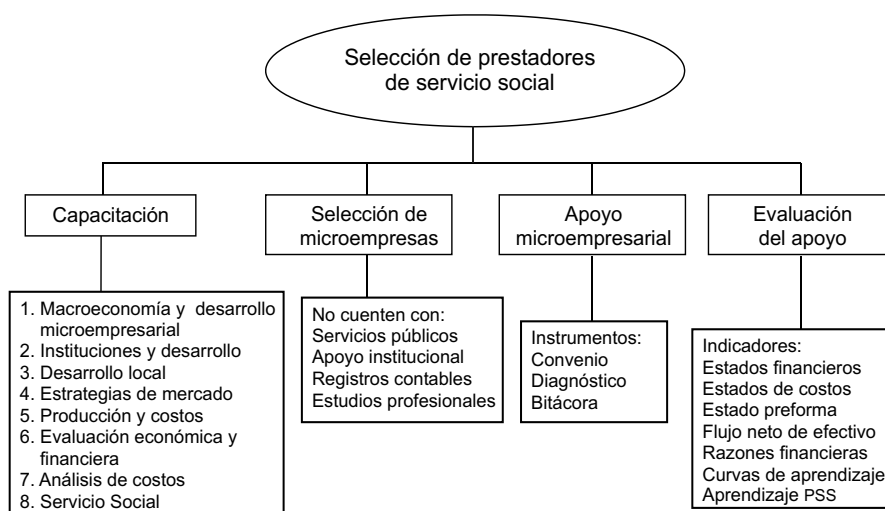 Selección de prestadores
de servicio social
Capacitación
Selección de
microempresas
Apoyo
microempresarial
Evaluación
del apoyo
1. Macroeconomía y desarrollo
microempresarial
2. Instituciones y desarrollo
3. Desarrollo local
4. Estrategias de mercado
5. Producción y costos
6. Evaluación económica y
financiera
7. Análisis de costos
8. Servicio Social
No cuenten con:
Servicios públicos
Apoyo institucional
Registros contables
Estudios profesionales
Instrumentos:
Convenio
Diagnóstico
Bitácora
Indicadores:
Estados financieros
Estados de costos
Estado preforma
Flujo neto de efectivo
Razones financieras
Curvas de aprendizaje
Aprendizaje PSS